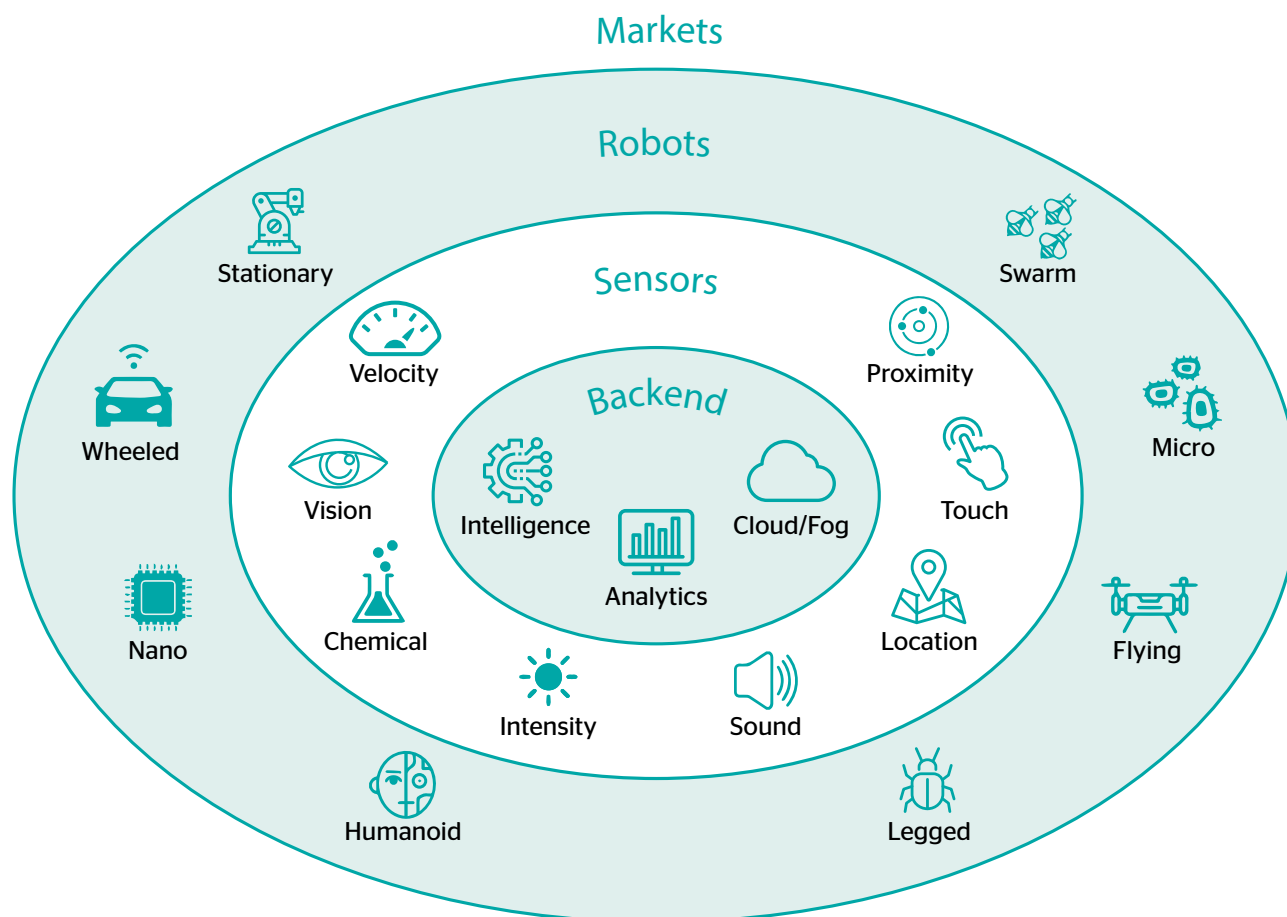 Markets
Robots
Stationary
Swarm
Sensors
Velocity
Proximity
Backend
Wheeled
Micro
Vision
Intelligence
Cloud/Fog
Touch
Analytics
Chemical
Location
Nano
Flying
Intensity
Sound
Humanoid
Legged